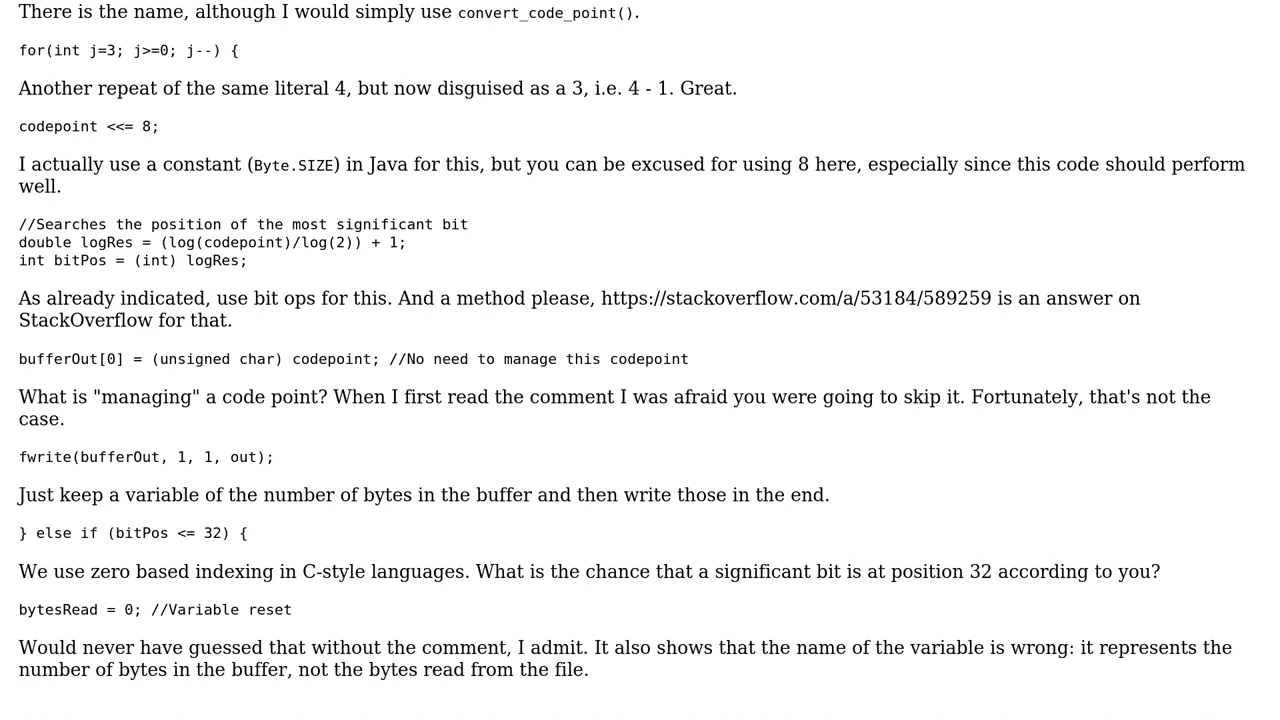 There is the name, although I would simply use convert_code_point().
for(int j=3; j>=0; j--) {
Another repeat of the same literal 4, but now disguised as a 3, i.e. 4 - 1. Great.
codepoint <<= 8;
I actually use a constant (Byte.SIZE) in Java for this, but you can be excused for using 8 here, especially since this code should perform
well.
//Searches the position of the most significant bit
double logRes = (log(codepoint)/log(2)) + 1;
int bitPos = (int) logRes;
As already indicated, use bit ops for this. And a method please, https://stackoverflow.com/a/53184/589259 is an answer on
StackOverflow for that.
bufferOut[0] = (unsigned char) codepoint; //No need to manage this codepoint
What is "managing" a code point? When I first read the comment I was afraid you were going to skip it. Fortunately, that's not the
case.
fwrite(bufferOut, 1, 1, out);
Just keep a variable of the number of bytes in the buffer and then write those in the end.
} else if (bitPos <= 32) {
We use zero based indexing in C-style languages. What is the chance that a significant bit is at position 32 according to you?
bytesRead = 0; //Variable reset
Would never have guessed that without the comment, I admit. It also shows that the name of the variable is wrong: it represents the
number of bytes in the buffer, not the bytes read from the file.